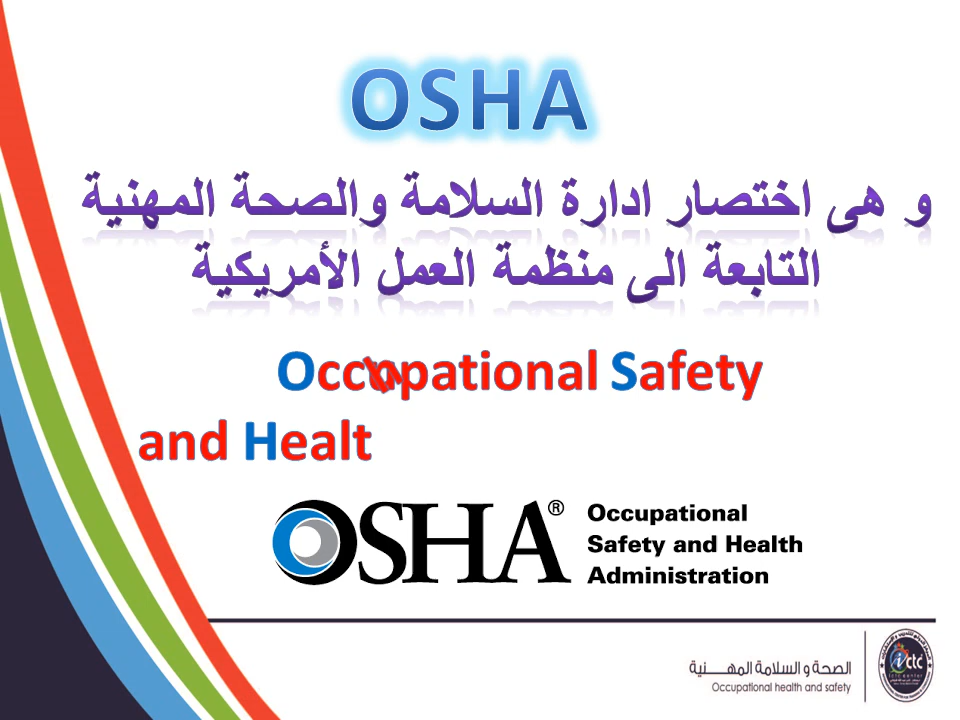 OSHA
و هى اختصار ادارة السلامة والصحة المهنية
التابعة الى منظمة العمل الأمريكية
Occupational Safety
and Healt
OSHA® Occupational
Safety and Health
Administration
الصحة و السلامة المهـــنية
Occupational health and safety
ictc